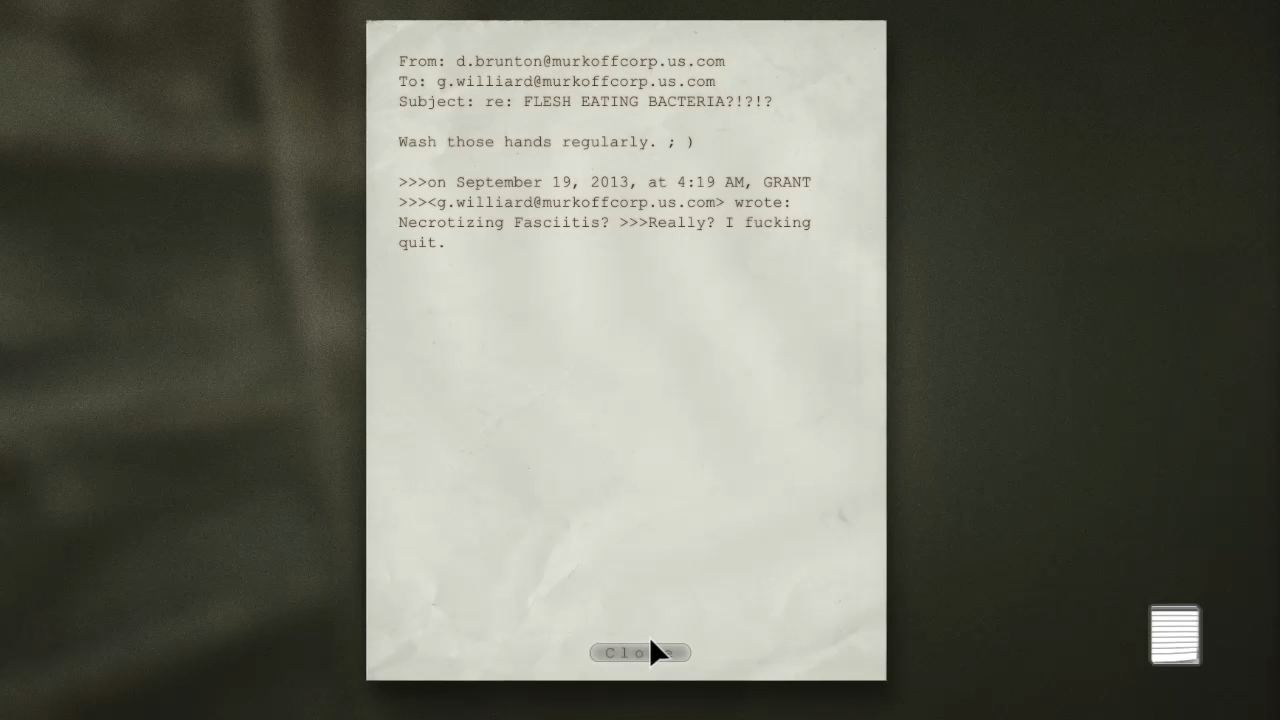 From: d.brunton@murkoffcorp.us.com
To: g.williard@murkoffcorp.us.com
Subject: re: FLESH EATING BACTERIA?!?!?
Wash those hands regularly. ; )
>>>on September 19, 2013, at 4:19 AM, GRANT
>>><g.williard@murkoffcorp.us.com> wrote:
Necrotizing Fasciitis? >>>Really? I fucking
quit.
Close